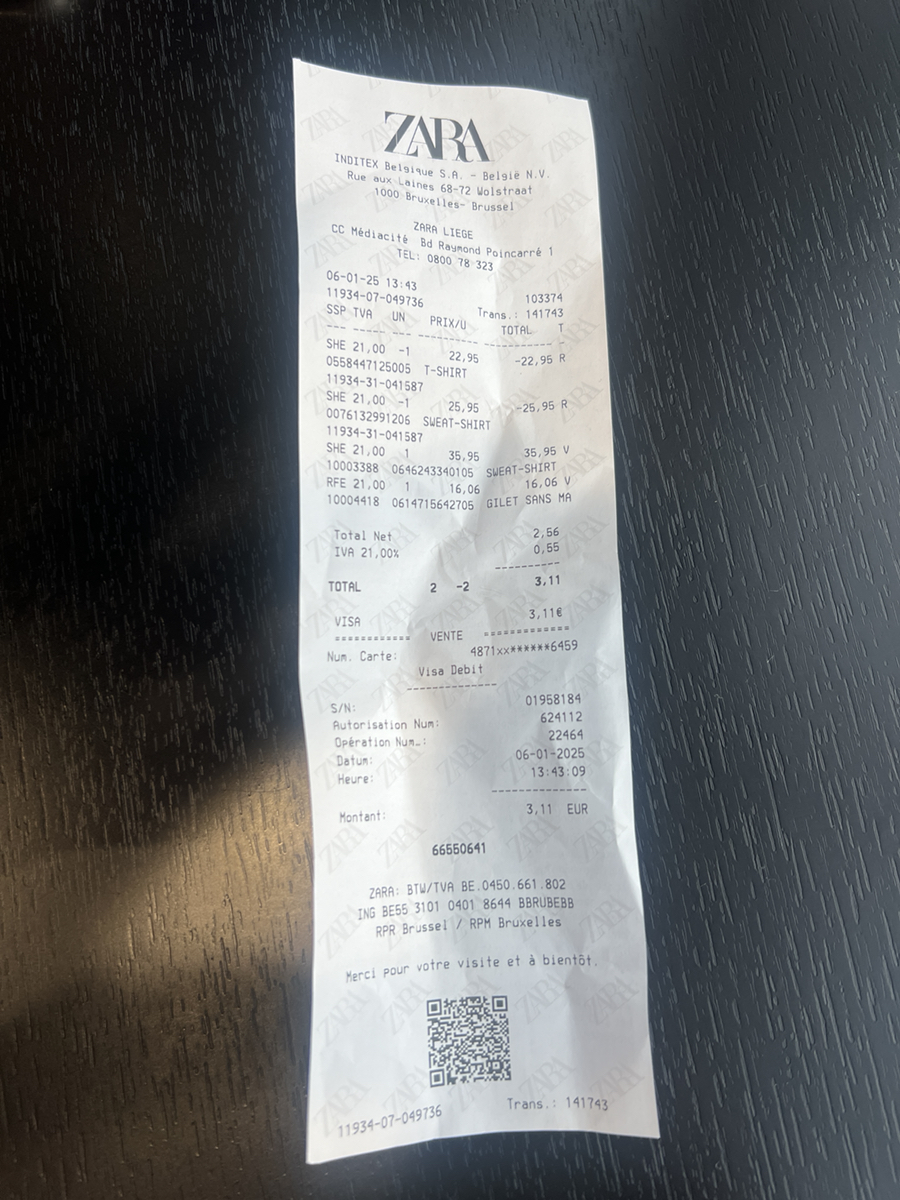 ZARA
INDITEX Belgique S.A. - België N.V.
Rue aux Laines 68-72 Wolstraat
1000 Bruxelles- Brussel
ZARA LIEGE
CC Médiacité Bd Raymond Poincarré 1
TEL: 0800 78 323
06-01-25 13:43
11934-07-049736 103374
Trans.: 141743
SSP TVA UN PRIX/U TOTAL T
--- ----- --- ---------- ----------- -
SHE 21,00 -1 22,95 -22,95 R
0558447125005 T-SHIRT
11934-31-041587
SHE 21,00 -1 25,95 -25,95 R
0076132991206 SWEAT-SHIRT
11934-31-041587
SHE 21,00 1 35,95 35,95 V
10003388 0646243340105 SWEAT-SHIRT
RFE 21,00 1 16,06 16,06 V
10004418 0614715642705 GILET SANS MA
Total Net 2,56
IVA 21,00% 0,55
----------
TOTAL 2 -2 3,11
VISA 3,11€
============ VENTE =============
Num. Carte: 4871xx******6459
Visa Debit
--------------
S/N: 01958184
Autorisation Num: 624112
Opération Num.: 22464
Datum: 06-01-2025
Heure: 13:43:09
--------------
Montant: 3,11 EUR
66550641
ZARA: BTW/TVA BE.0450.661.802
ING BE55 3101 0401 8644 BBRUBEBB
RPR Brussel / RPM Bruxelles
Merci pour votre visite et à bientôt.
11934-07-049736 Trans.: 141743